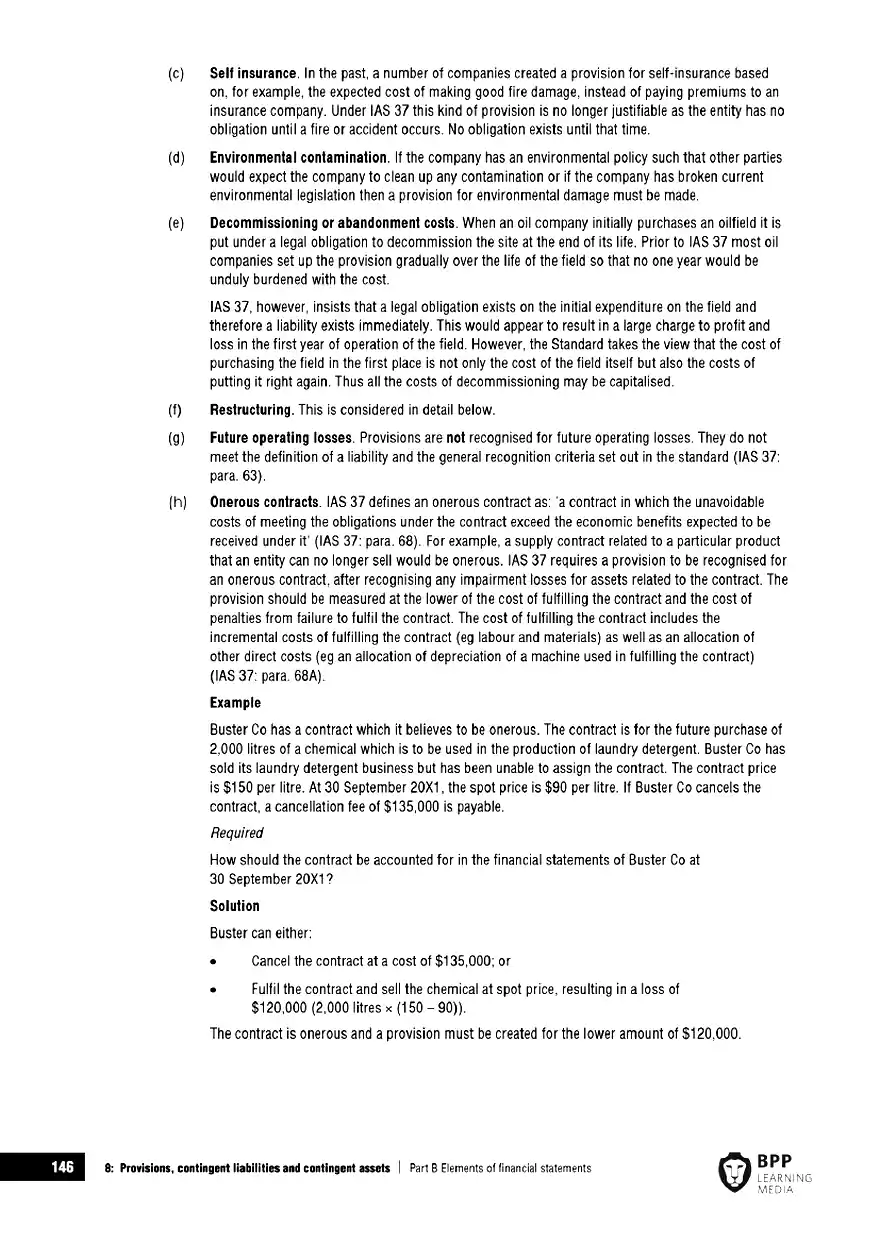 (c) Self insurance. In the past, a number of companies created a provision for self-insurance based
on, for example, the expected cost of making good fire damage, instead of paying premiums to an
insurance company. Under IAS 37 this kind of provision is no longer justifiable as the entity has no
obligation until a fire or accident occurs. No obligation exists until that time.
(d) Environmental contamination. If the company has an environmental policy such that other parties
would expect the company to clean up any contamination or if the company has broken current
environmental legislation then a provision for environmental damage must be made.
(e) Decommissioning or abandonment costs. When an oil company initially purchases an oilfield it is
put under a legal obligation to decommission the site at the end of its life. Prior to IAS 37 most oil
companies set up the provision gradually over the life of the field so that no one year would be
unduly burdened with the cost.
IAS 37, however, insists that a legal obligation exists on the initial expenditure on the field and
therefore a liability exists immediately. This would appear to result in a large charge to profit and
loss in the first year of operation of the field. However, the Standard takes the view that the cost of
purchasing the field in the first place is not only the cost of the field itself but also the costs of
putting it right again. Thus all the costs of decommissioning may be capitalised.
(f) Restructuring. This is considered in detail below.
(g) Future operating losses. Provisions are not recognised for future operating losses. They do not
meet the definition of a liability and the general recognition criteria set out in the standard (IAS 37:
para. 63).
(h) Onerous contracts. IAS 37 defines an onerous contract as: 'a contract in which the unavoidable
costs of meeting the obligations under the contract exceed the economic benefits expected to be
received under it' (IAS 37: para. 68). For example, a supply contract related to a particular product
that an entity can no longer sell would be onerous. IAS 37 requires a provision to be recognised for
an onerous contract, after recognising any impairment losses for assets related to the contract. The
provision should be measured at the lower of the cost of fulfilling the contract and the cost of
penalties from failure to fulfil the contract. The cost of fulfilling the contract includes the
incremental costs of fulfilling the contract (eg labour and materials) as well as an allocation of
other direct costs (eg an allocation of depreciation of a machine used in fulfilling the contract)
(IAS 37: para. 68A).
Example
Buster Co has a contract which it believes to be onerous. The contract is for the future purchase of
2,000 litres of a chemical which is to be used in the production of laundry detergent. Buster Co has
sold its laundry detergent business but has been unable to assign the contract. The contract price
is $150 per litre. At 30 September 20X1, the spot price is $90 per litre. If Buster Co cancels the
contract, a cancellation fee of $135,000 is payable.
Required
How should the contract be accounted for in the financial statements of Buster Co at
30 September 20X1?
Solution
Buster can either:
• Cancel the contract at a cost of $135,000; or
• Fulfil the contract and sell the chemical at spot price, resulting in a loss of
$120,000 (2,000 litres × (150 – 90)).
The contract is onerous and a provision must be created for the lower amount of $120,000.
146 8: Provisions, contingent liabilities and contingent assets | Part B Elements of financial statements
BPP
LEARNING
MEDIA